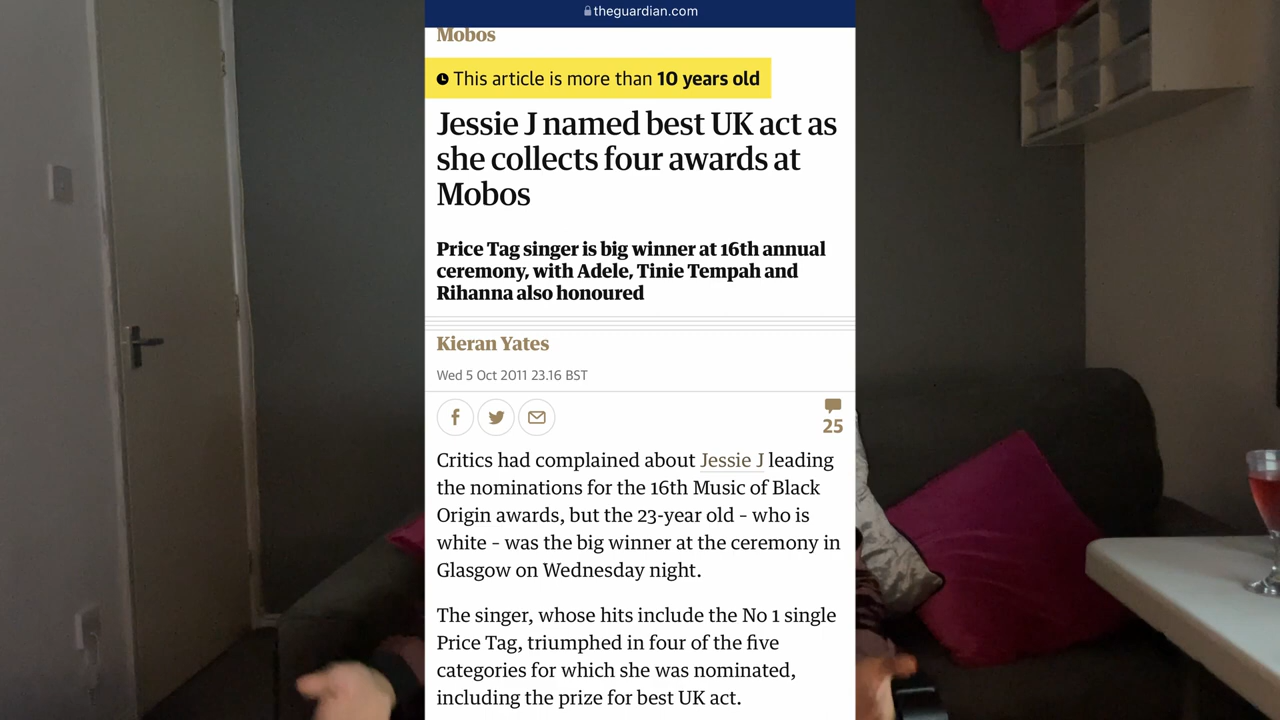 theguardian.com
Mobos
This article is more than 10 years old
Jessie J named best UK act as
she collects four awards at
Mobos
Price Tag singer is big winner at 16th annual
ceremony, with Adele, Tinie Tempah and
Rihanna also honoured
Kieran Yates
Wed 5 Oct 2011 23.16 BST
25
Critics had complained about Jessie J leading
the nominations for the 16th Music of Black
Origin awards, but the 23-year old – who is
white – was the big winner at the ceremony in
Glasgow on Wednesday night.
The singer, whose hits include the No 1 single
Price Tag, triumphed in four of the five
categories for which she was nominated,
including the prize for best UK act.